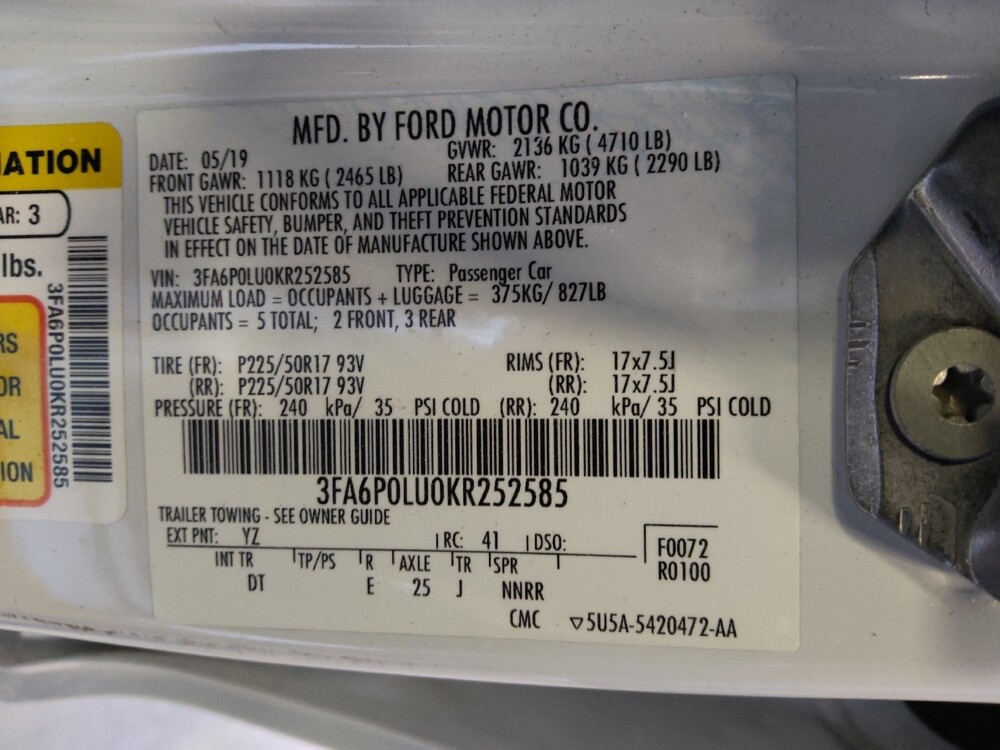 MFD. BY FORD MOTOR CO.
DATE: 05/19 GVWR: 2136 KG ( 4710 LB)
FRONT GAWR: 1118 KG ( 2465 LB) REAR GAWR: 1039 KG ( 2290 LB)
THIS VEHICLE CONFORMS TO ALL APPLICABLE FEDERAL MOTOR
VEHICLE SAFETY, BUMPER, AND THEFT PREVENTION STANDARDS
IN EFFECT ON THE DATE OF MANUFACTURE SHOWN ABOVE.
VIN: 3FA6P0LU0KR252585 TYPE: Passenger Car
MAXIMUM LOAD = OCCUPANTS + LUGGAGE = 375KG/ 827LB
OCCUPANTS = 5 TOTAL; 2 FRONT, 3 REAR
TIRE (FR): P225/50R17 93V RIMS (FR): 17x7.5J
(RR): P225/50R17 93V (RR): 17x7.5J
PRESSURE (FR): 240 kPa/ 35 PSI COLD (RR): 240 kPa/ 35 PSI COLD
3FA6P0LU0KR252585
TRAILER TOWING - SEE OWNER GUIDE
EXT PNT: YZ RC: 41 DSO:
F0072
R0100
INT TR TP/PS R AXLE TR SPR
DT E 25 J NNRR
CMC ▽5U5A-5420472-AA
IATION
AR: 3
lbs.
3FA6P0LU0KR252585
RS
OR
AL
ION